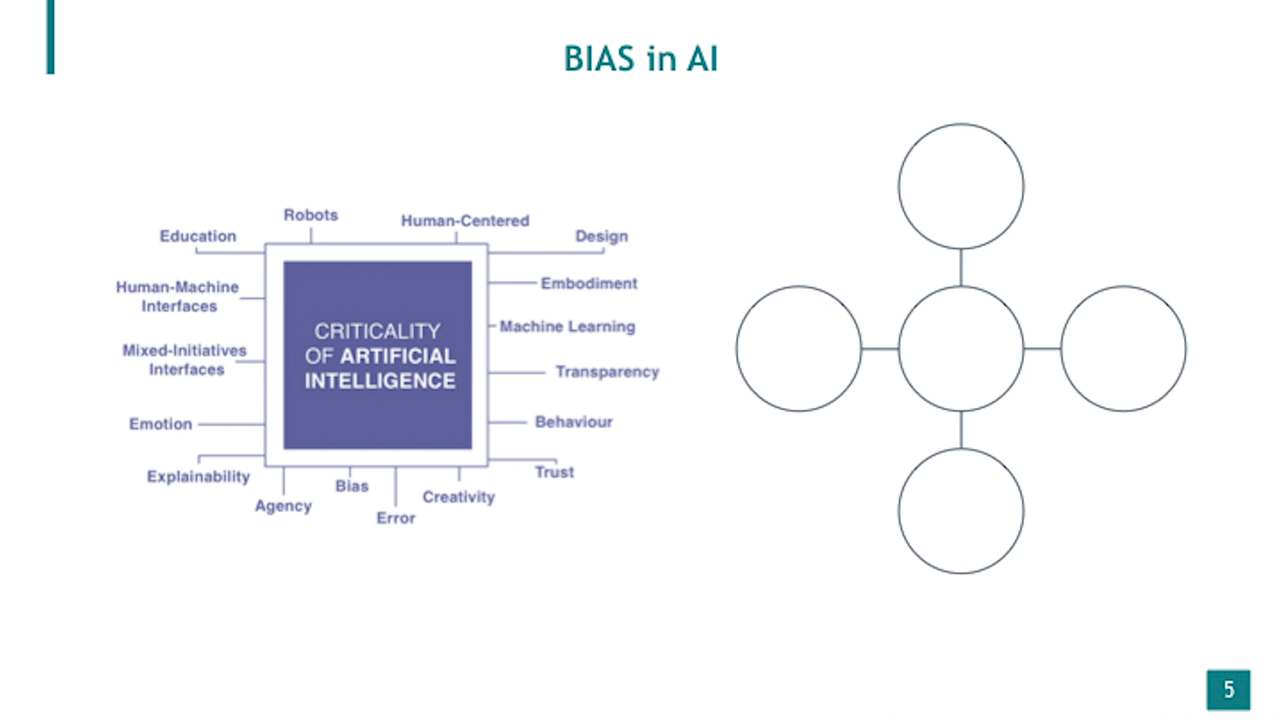 BIAS in AI
Robots
Human-Centered
Education
Design
Human-Machine
Interfaces
Embodiment
Machine Learning
CRITICALITY
OF ARTIFICIAL
INTELLIGENCE
Mixed-Initiatives
Interfaces
Transparency
Emotion
Behaviour
Explainability
Trust
Agency
Bias
Creativity
Error
5